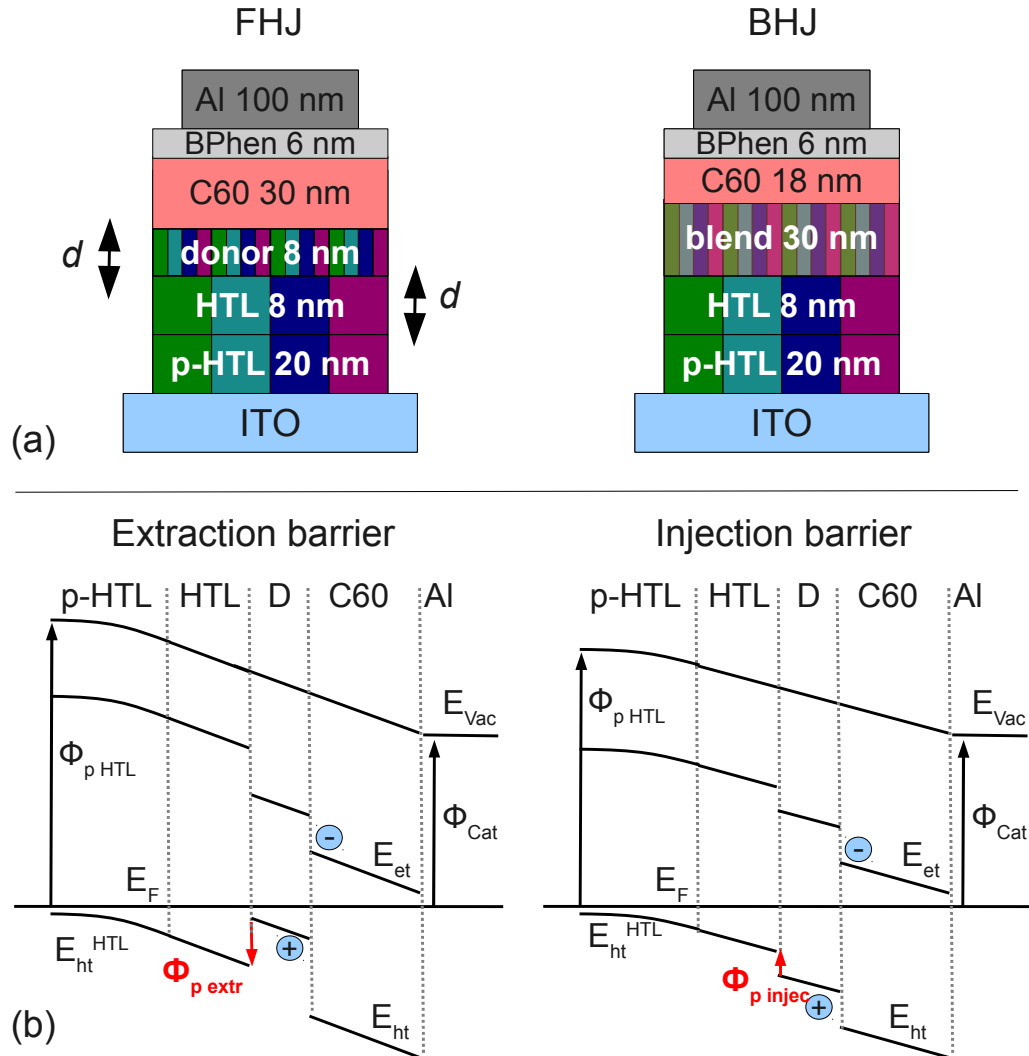 FHJ BHJ
Al 100 nm Al 100 nm
BPhen 6 nm BPhen 6 nm
C60 30 nm C60 18 nm
d donor 8 nm blend 30 nm
HTL 8 nm d HTL 8 nm
p-HTL 20 nm p-HTL 20 nm
ITO ITO
(a)
Extraction barrier Injection barrier
p-HTL HTL D C60 Al p-HTL HTL D C60 Al
E_Vac E_Vac
Φ_p HTL Φ_p HTL
Φ_Cat Φ_Cat
- -
E_et E_et
E_F E_F
E_ht^HTL + E_ht^HTL
Φ_p extr Φ_p injec +
E_ht E_ht
(b)